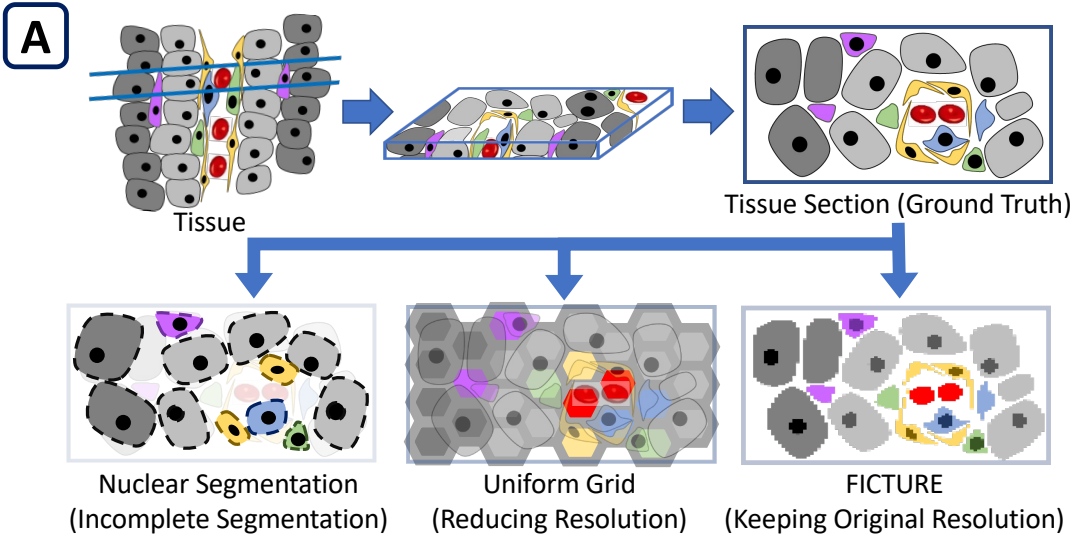 A
Tissue
Tissue Section (Ground Truth)
Nuclear Segmentation
(Incomplete Segmentation)
Uniform Grid
(Reducing Resolution)
FICTURE
(Keeping Original Resolution)